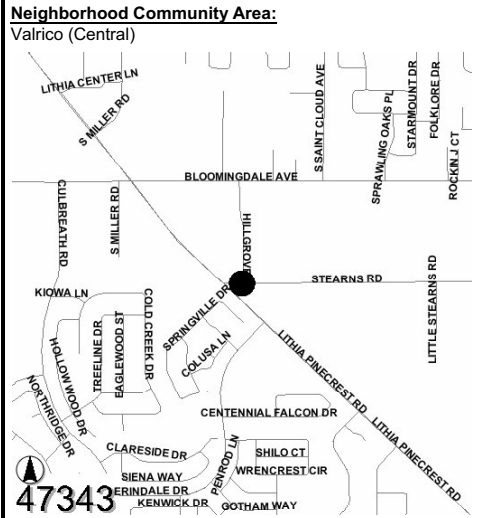 Neighborhood Community Area:
Valrico (Central)
LITHIA CENTER LN
S MILLER RD
S SAINT CLOUD AVE
SPRAWLING OAKS PL
STARMOUNT DR
FOLKLORE DR
ROCKIN J CT
BLOOMINGDALE AVE
CULBREATH RD
S MILLER RD
HILLGROVE
STEARNS RD
LITTLE STEARNS RD
KIOWA LN
COLD CREEK DR
SPRINGVILLE DR
COLUSA LN
TREELINE DR
EAGLEWOOD ST
HOLLOW WOOD DR
NORTHRIDGE DR
LITHIA PINECREST RD
LITHIA PINECREST RD
CENTENNIAL FALCON DR
CLARESIDE DR
PENROD LN
SHILO CT
WRENCREST CIR
SIENA WAY
ERINDALE DR
KENWICK DR
GOTHAM WAY
47343